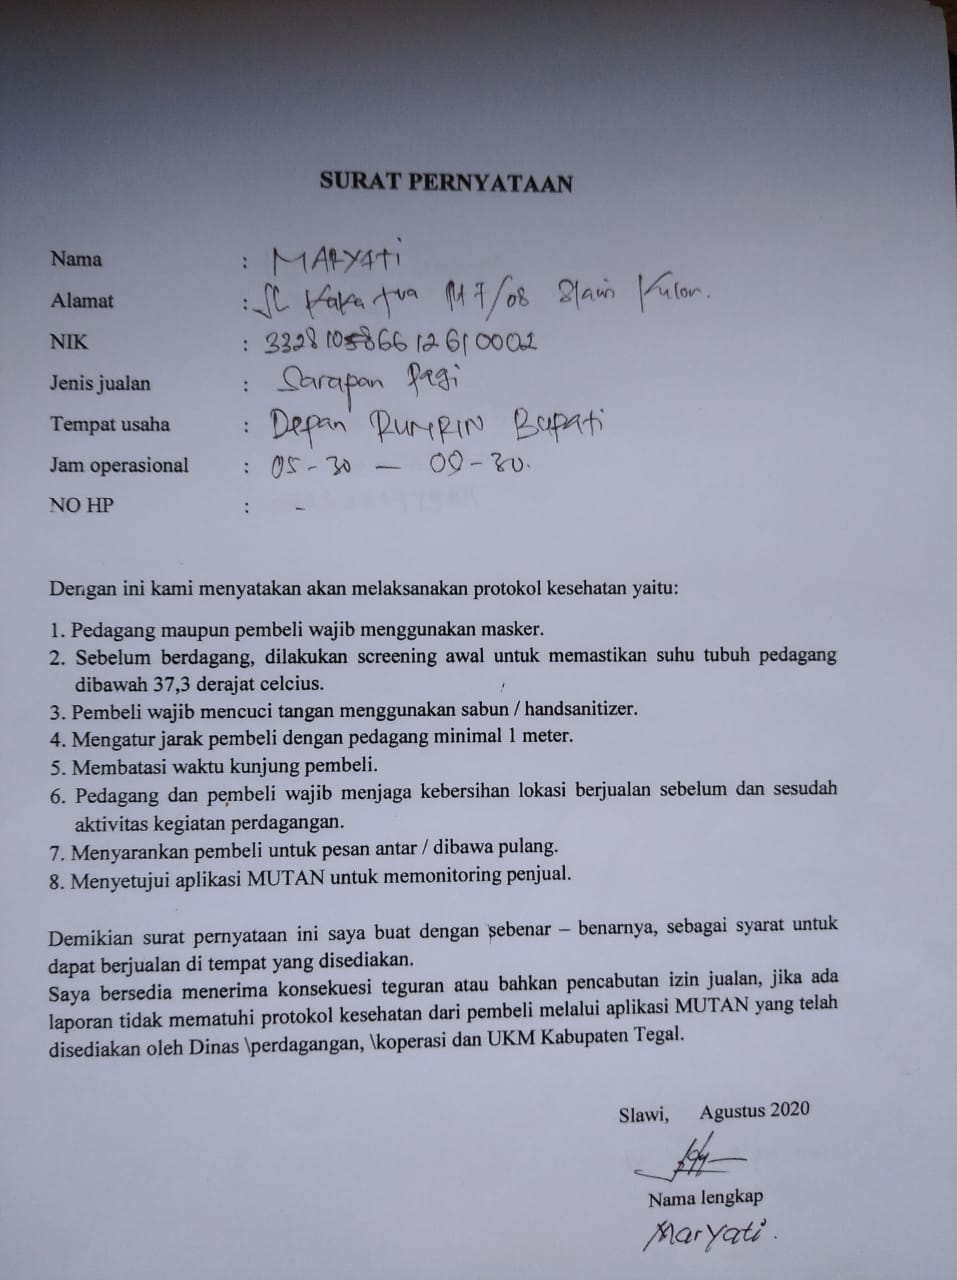 SURAT PERNYATAAN
Nama : MARYATi
Alamat : JL Kakaktua 7/08 Slawi Kulon.
NIK :
Jenis jualan : Sarapan Pagi
Tempat usaha : Depan RUMPIN Bupati
Jam operasional : 05-30 – 09-30.
NO HP : -
Dengan ini kami menyatakan akan melaksanakan protokol kesehatan yaitu:
1. Pedagang maupun pembeli wajib menggunakan masker.
2. Sebelum berdagang, dilakukan screening awal untuk memastikan suhu tubuh pedagang
dibawah 37,3 derajat celcius.
3. Pembeli wajib mencuci tangan menggunakan sabun / handsanitizer.
4. Mengatur jarak pembeli dengan pedagang minimal 1 meter.
5. Membatasi waktu kunjung pembeli.
6. Pedagang dan pembeli wajib menjaga kebersihan lokasi berjualan sebelum dan sesudah
aktivitas kegiatan perdagangan.
7. Menyarankan pembeli untuk pesan antar / dibawa pulang.
8. Menyetujui aplikasi MUTAN untuk memonitoring penjual.
Demikian surat pernyataan ini saya buat dengan sebenar – benarnya, sebagai syarat untuk
dapat berjualan di tempat yang disediakan.
Saya bersedia menerima konsekuesi teguran atau bahkan pencabutan izin jualan, jika ada
laporan tidak mematuhi protokol kesehatan dari pembeli melalui aplikasi MUTAN yang telah
disediakan oleh Dinas \perdagangan, \koperasi dan UKM Kabupaten Tegal.
Slawi, Agustus 2020
Nama lengkap
Maryati.